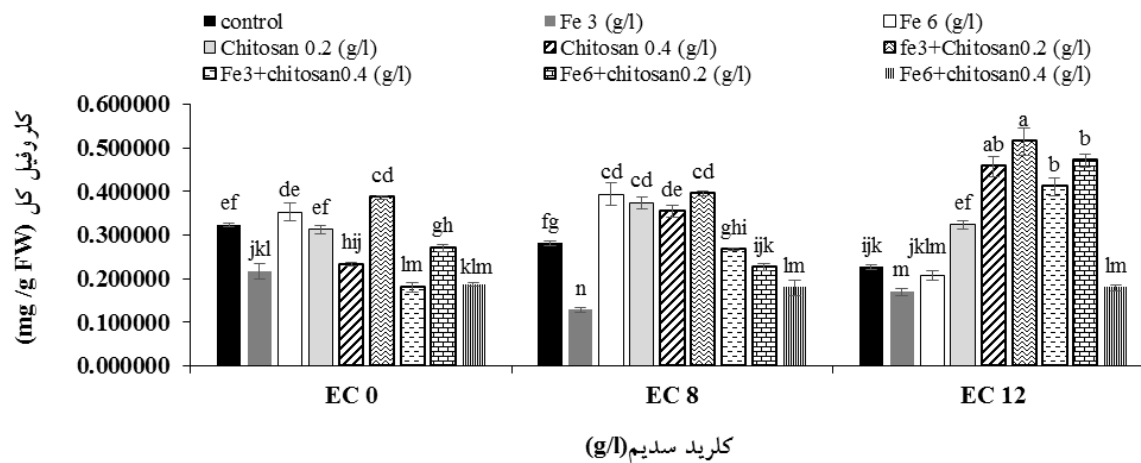 control Fe 3 (g/l) Fe 6 (g/l)
Chitosan 0.2 (g/l) Chitosan 0.4 (g/l) fe3+Chitosan0.2 (g/l)
Fe3+chitosan0.4 (g/l) Fe6+chitosan0.2 (g/l) Fe6+chitosan0.4 (g/l)
کلروفیل کل (mg /g FW)
0.600000
0.500000
0.400000
0.300000
0.200000
0.100000
0.000000
ef jkl de ef hij cd lm gh klm
fg n cd cd de cd ghi ijk lm
ijk m jklm ef ab a b b lm
EC 0 EC 8 EC 12
کلرید سدیم(g/l)